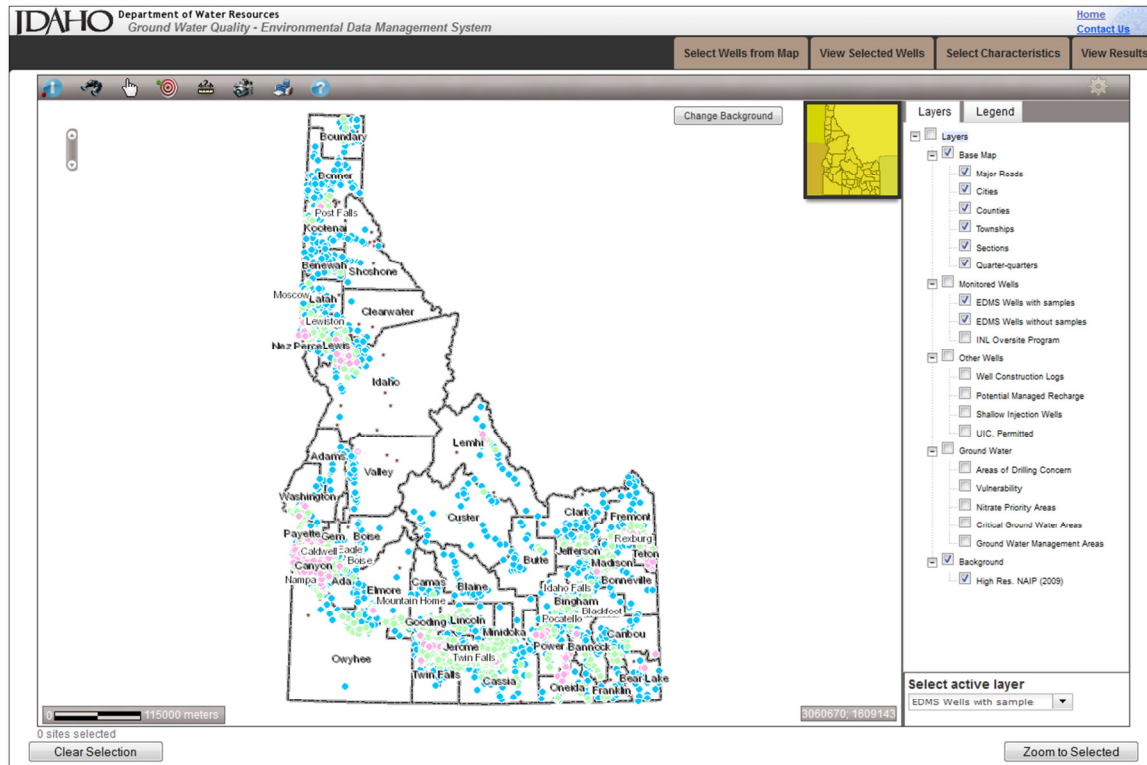 IDAHO Department of Water Resources
Ground Water Quality - Environmental Data Management System
Home
Contact Us
Select Wells from Map
View Selected Wells
Select Characteristics
View Results
Change Background
Boundary
Bonner
Post Falls
Kootenai
Benewah
Shoshone
Moscow
Latah
Clearwater
Lewiston
Nez Perce
Lewis
Idaho
Lemhi
Adams
Valley
Washington
Custer
Clark
Fremont
Payette
Gem
Boise
Rexburg
Caldwell
Eagle
Jefferson
Teton
Boise
Butte
Canyon
Madison
Nampa
Ada
Camas
Blaine
Bonneville
Elmore
Idaho Falls
Mountain Home
Bingham
Blackfoot
Gooding
Lincoln
Pocatello
Minidoka
Caribou
Jerome
Power
Bannock
Twin Falls
Owyhee
Twin Falls
Cassia
Bear Lake
Oneida
Franklin
0
115000 meters
3060670; 1609143
Layers
Legend
Layers
Base Map
Major Roads
Cities
Counties
Townships
Sections
Quarter-quarters
Monitored Wells
EDMS Wells with samples
EDMS Wells without samples
INL Oversite Program
Other Wells
Well Construction Logs
Potential Managed Recharge
Shallow Injection Wells
UIC. Permitted
Ground Water
Areas of Drilling Concern
Vulnerability
Nitrate Priority Areas
Critical Ground Water Areas
Ground Water Management Areas
Background
High Res. NAIP (2009)
Select active layer
EDMS Wells with sample
0 sites selected
Clear Selection
Zoom to Selected